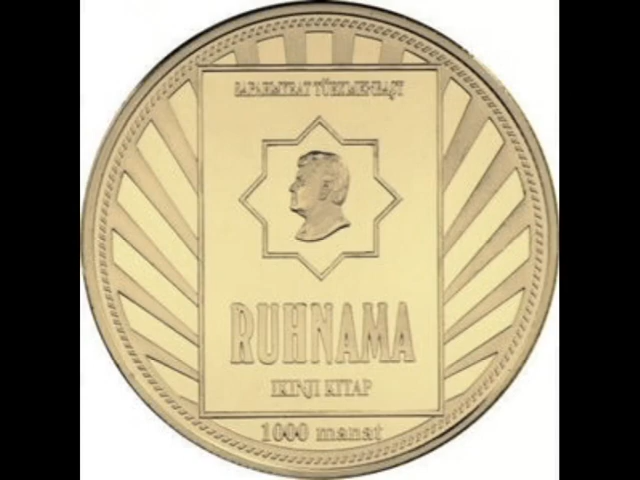 SAPARMYRAT TÜRKMENBAŞY
RUHNAMA
IKINJI KITAP
1000 manat